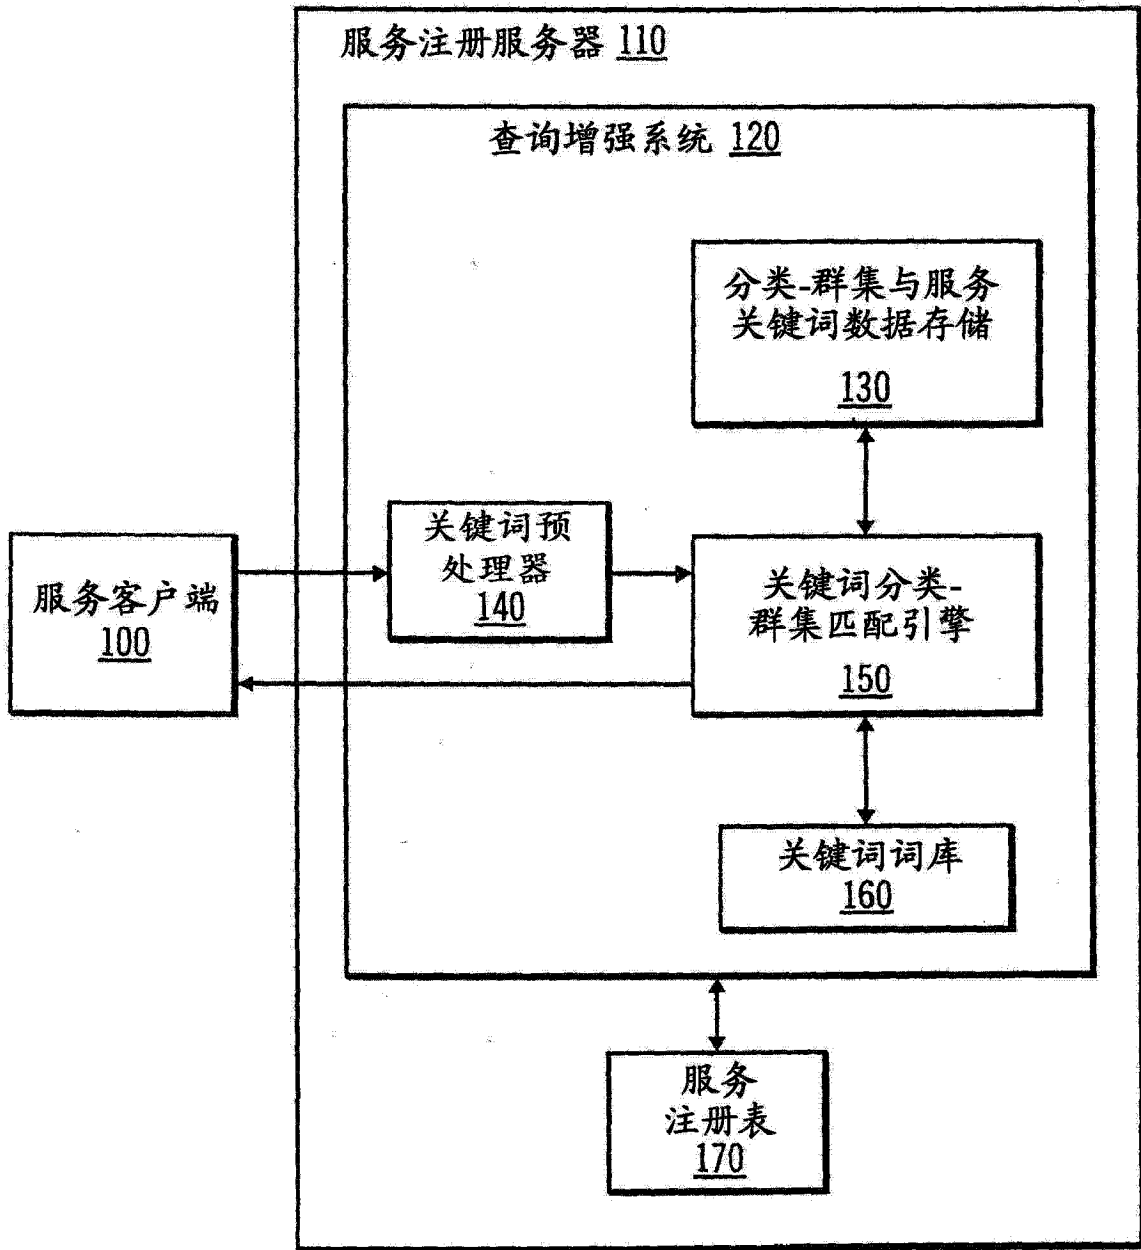 服务注册服务器 110
查询增强系统 120
分类-群集与服务
关键词数据存储
130
关键词预
处理器
140
服务客户端
100
关键词分类-
群集匹配引擎
150
关键词词库
160
服务
注册表
170